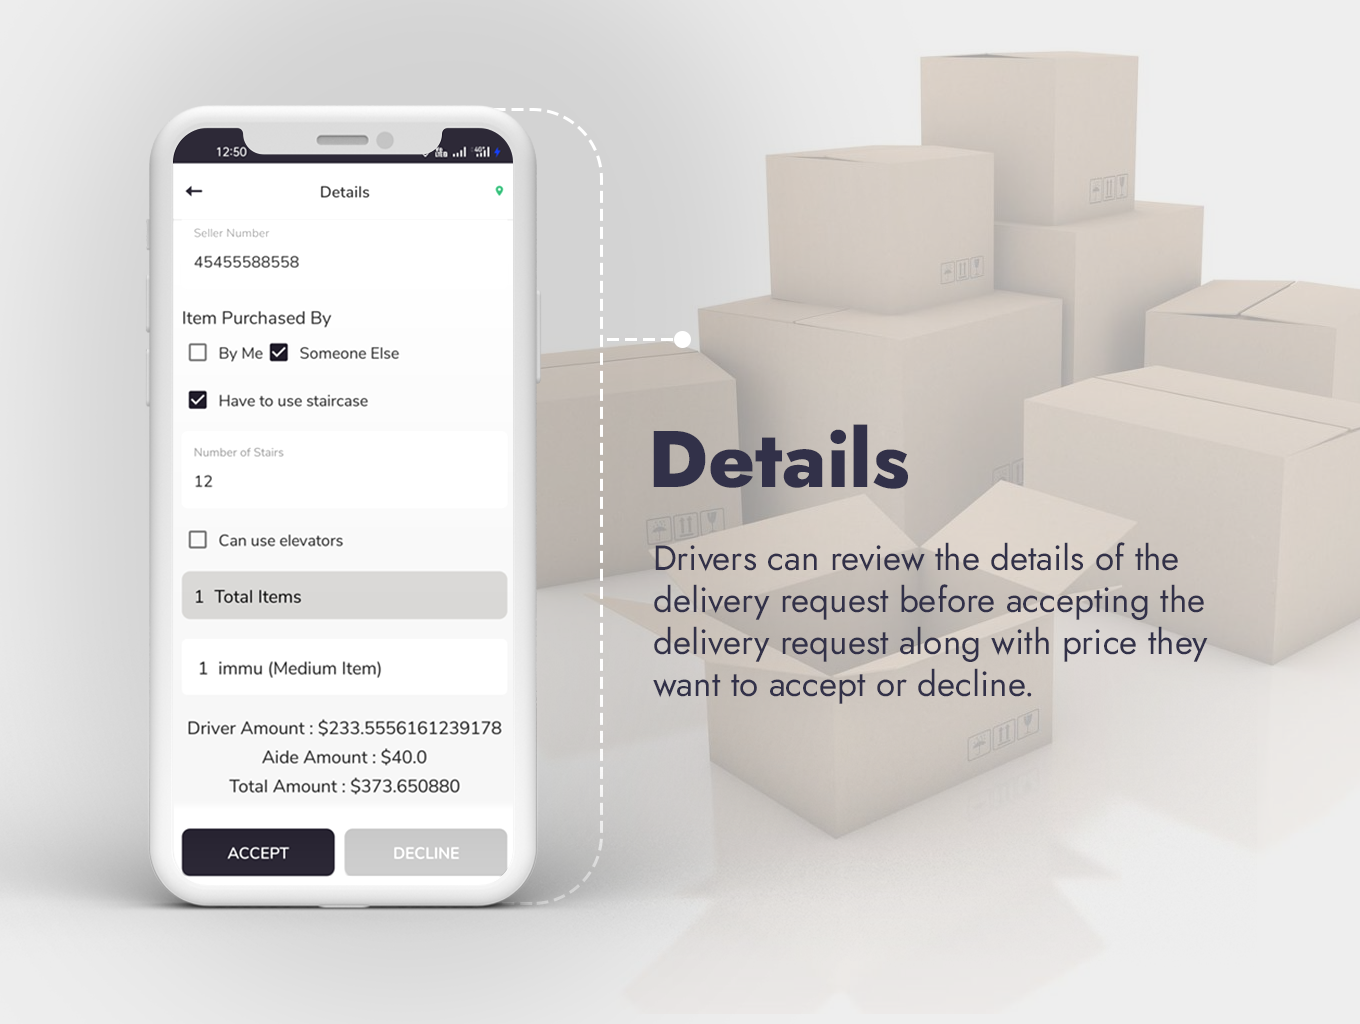 12:50
Details
Seller Number
45455588558
Item Purchased By
By Me Someone Else
Have to use staircase
Number of Stairs
12
Can use elevators
1 Total Items
1 immu (Medium Item)
Driver Amount : $233.5556161239178
Aide Amount : $40.0
Total Amount : $373.650880
ACCEPT DECLINE
Details
Drivers can review the details of the
delivery request before accepting the
delivery request along with price they
want to accept or decline.